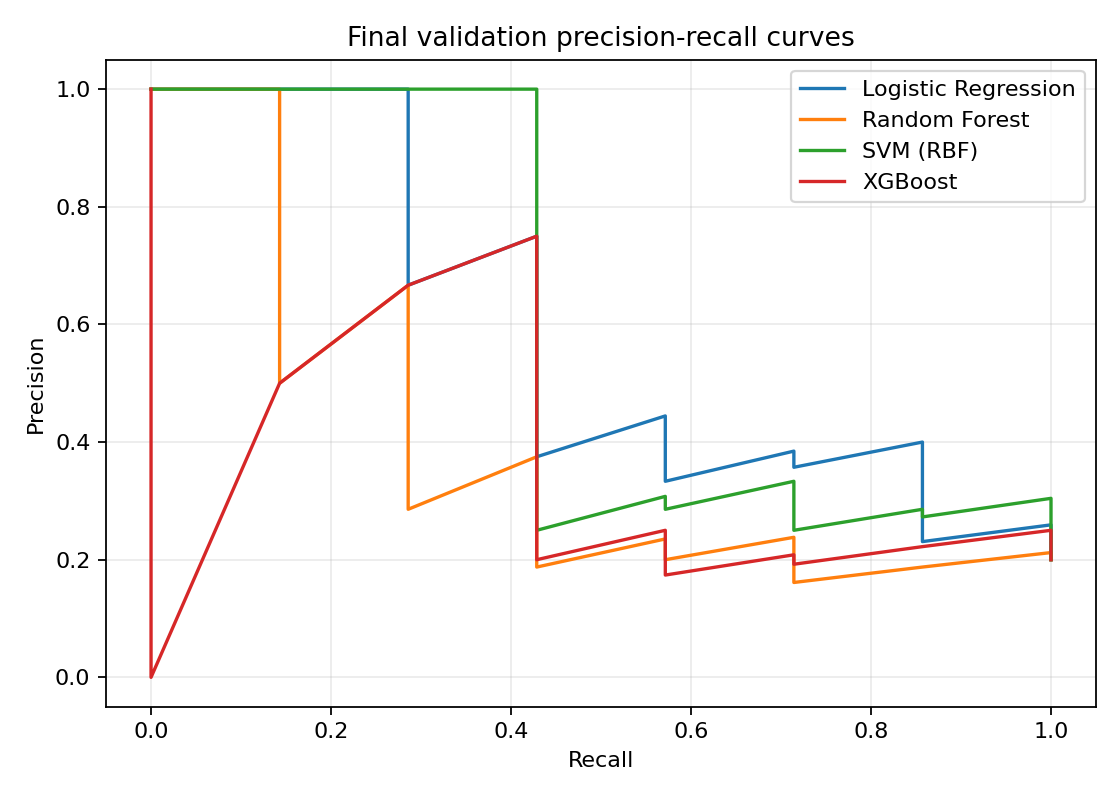 Final validation precision-recall curves
Logistic Regression
Random Forest
SVM (RBF)
XGBoost
1.0
0.8
0.6
0.4
0.2
0.0
Precision
0.0 0.2 0.4 0.6 0.8 1.0
Recall